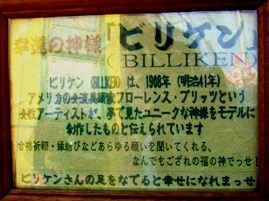 幸運の神様「ビリケン」
(BILLIKEN)
ビリケン (BILLIKEN) は、1908年 (明治41年)
アメリカの女流美術家フローレンス・プリッツという
女性アーティストが、夢で見たユニークな神様をモデルに
制作したものと伝えられています
合格祈願・縁結びなどあらゆる願いを聞いてくれる、
なんでもござれの福の神でっせ!
ビリケンさんの足をなでると幸せになれまっせ